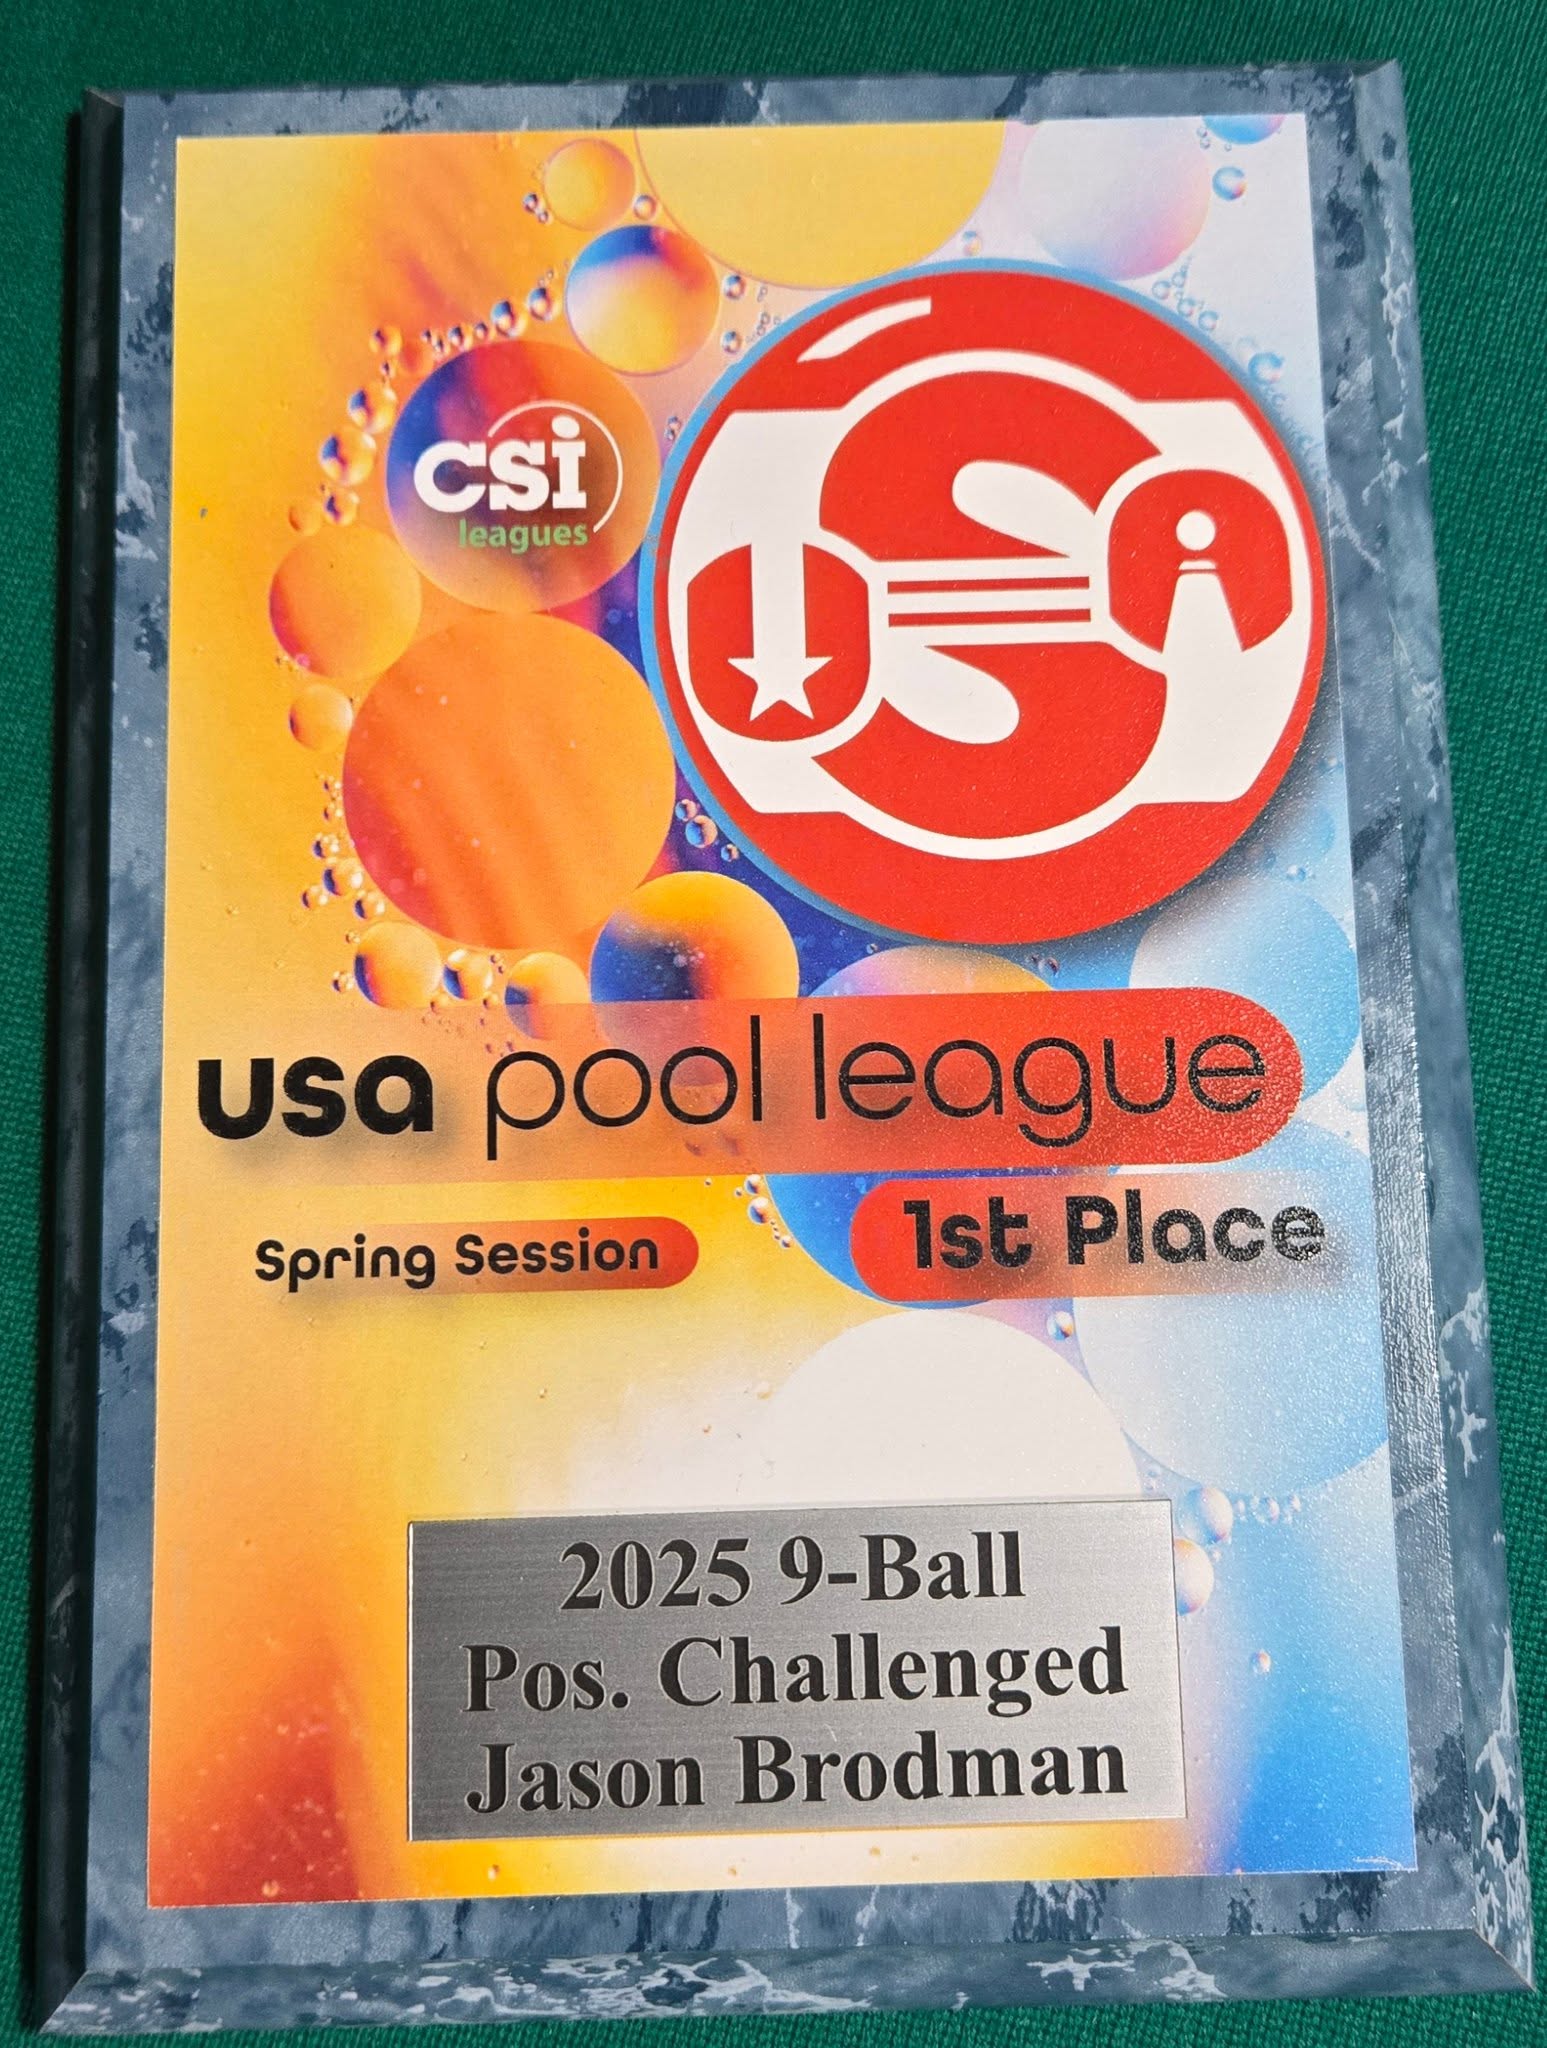 csi
leagues
USA
usa pool league
Spring Session
1st Place
2025 9-Ball
Pos. Challenged
Jason Brodman